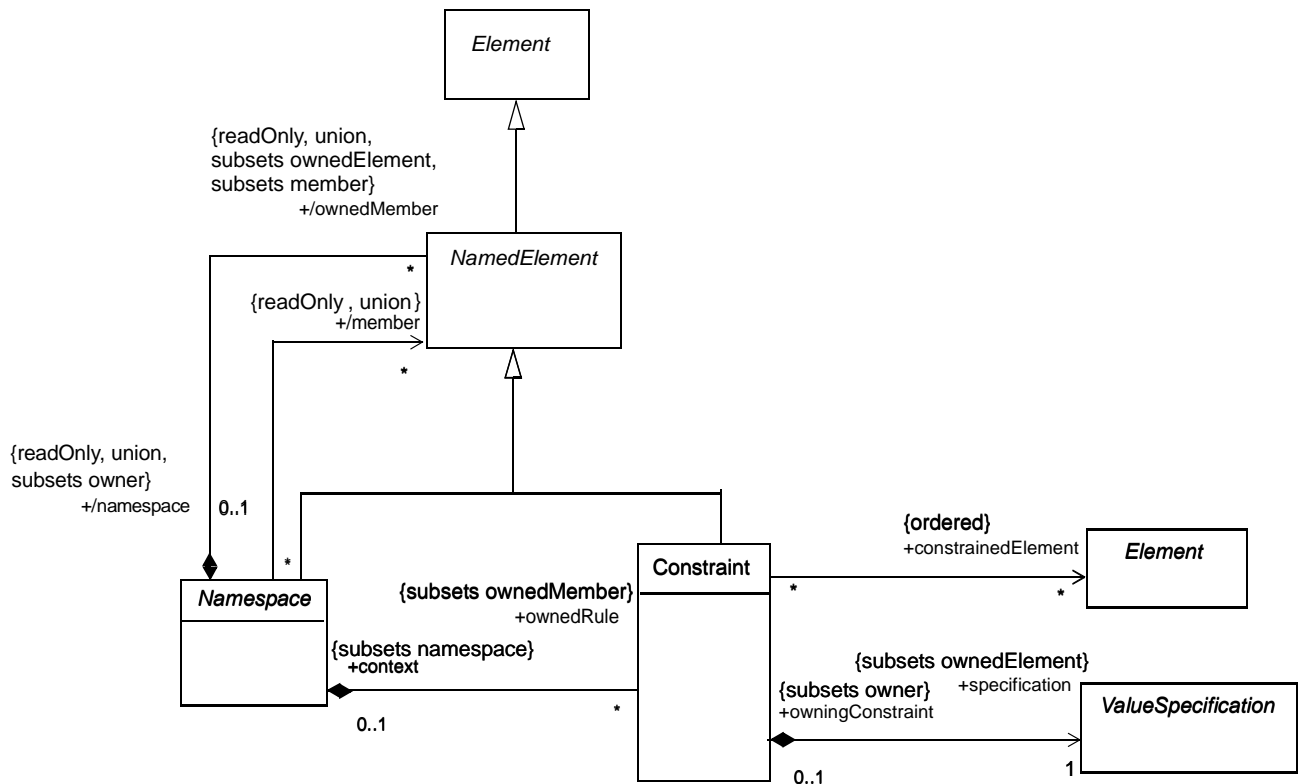 Element
{readOnly, union,
subsets ownedElement,
subsets member}
+/ownedMember
NamedElement
*
{readOnly , union}
+/member
*
{readOnly, union,
subsets owner}
+/namespace
0..1
*
{ordered}
+constrainedElement
Element
*
*
Constraint
Namespace
{subsets ownedMember}
+ownedRule
{subsets namespace}
+context
0..1
*
{subsets ownedElement}
+specification
{subsets owner}
+owningConstraint
ValueSpecification
0..1
1